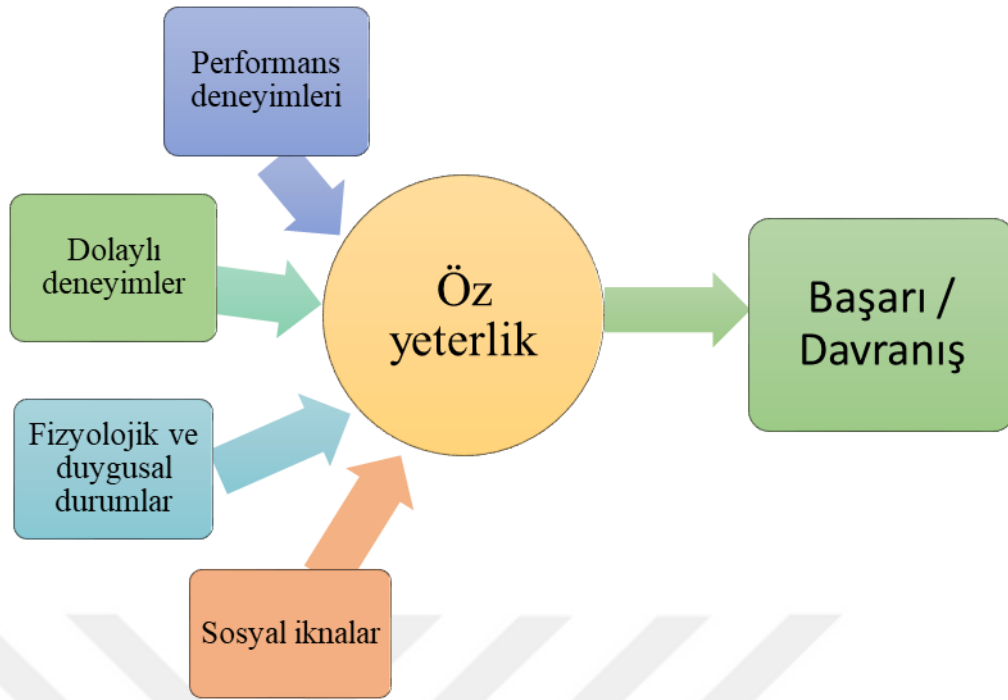 Performans
deneyimleri
Dolaylı
deneyimler
Fizyolojik ve
duygusal
durumlar
Sosyal iknalar
Öz
yeterlik
Başarı /
Davranış